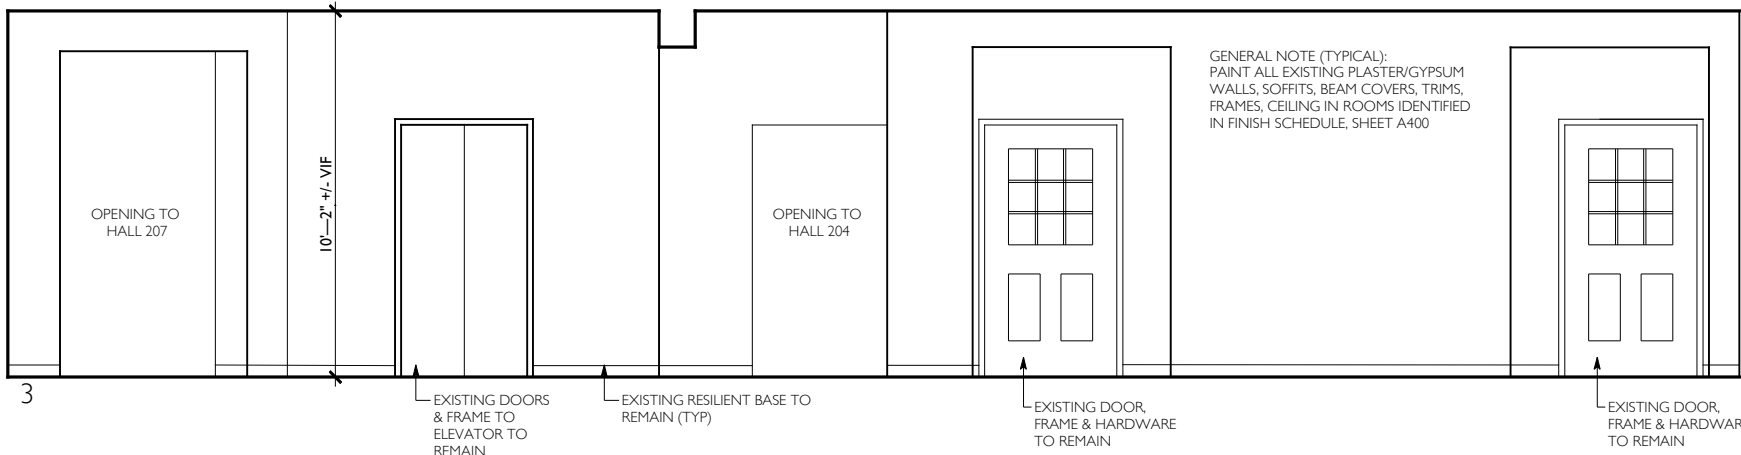 GENERAL NOTE (TYPICAL):
PAINT ALL EXISTING PLASTER/GYPSUM
WALLS, SOFFITS, BEAM COVERS, TRIMS,
FRAMES, CEILING IN ROOMS IDENTIFIED
IN FINISH SCHEDULE, SHEET A400
10'—2" +/- VIF
OPENING TO
HALL 207
OPENING TO
HALL 204
3
EXISTING DOORS
& FRAME TO
ELEVATOR TO
REMAIN
EXISTING RESILIENT BASE TO
REMAIN (TYP)
EXISTING DOOR,
FRAME & HARDWARE
TO REMAIN
EXISTING DOOR,
FRAME & HARDWAR
TO REMAIN